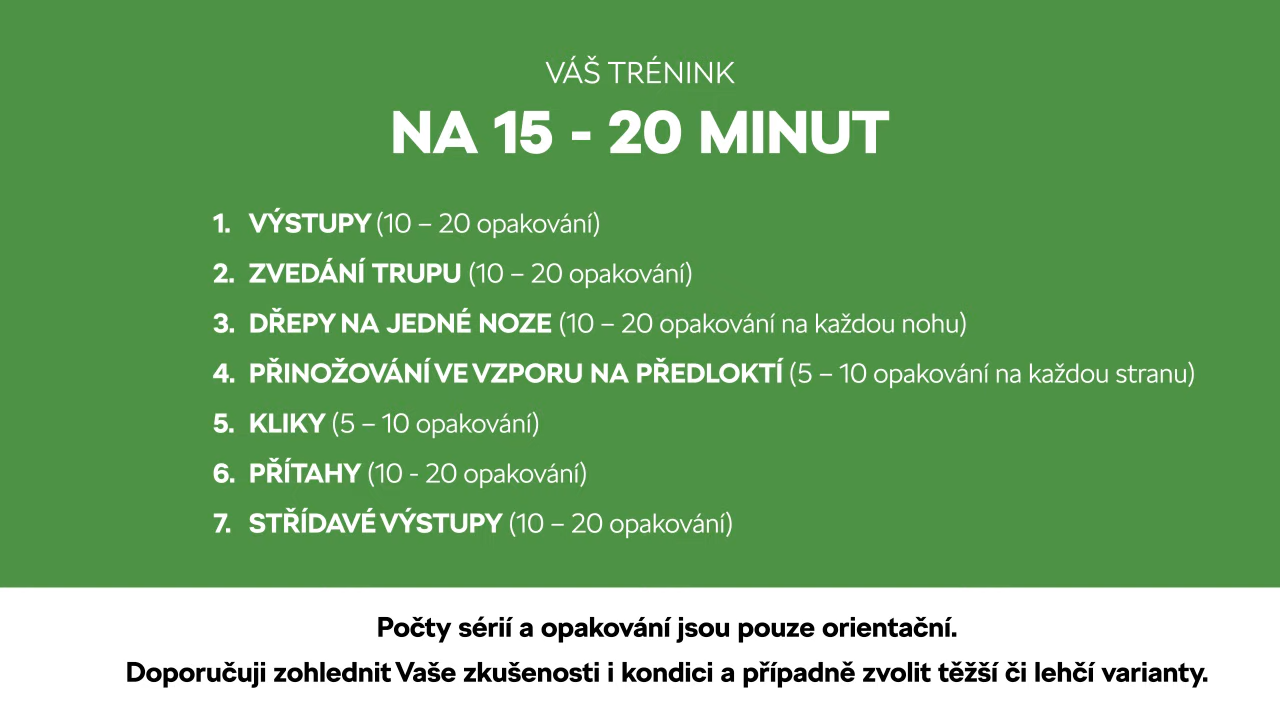 VÁŠ TRÉNINK
NA 15 - 20 MINUT
1. VÝSTUPY (10 – 20 opakování)
2. ZVEDÁNÍ TRUPU (10 – 20 opakování)
3. DŘEPY NA JEDNÉ NOZE (10 – 20 opakování na každou nohu)
4. PŘINOŽOVÁNÍ VE VZPORU NA PŘEDLOKTÍ (5 – 10 opakování na každou stranu)
5. KLIKY (5 – 10 opakování)
6. PŘÍTAHY (10 - 20 opakování)
7. STŘÍDAVÉ VÝSTUPY (10 – 20 opakování)
Počty sérií a opakování jsou pouze orientační.
Doporučuji zohlednit Vaše zkušenosti i kondici a případně zvolit těžší či lehčí varianty.